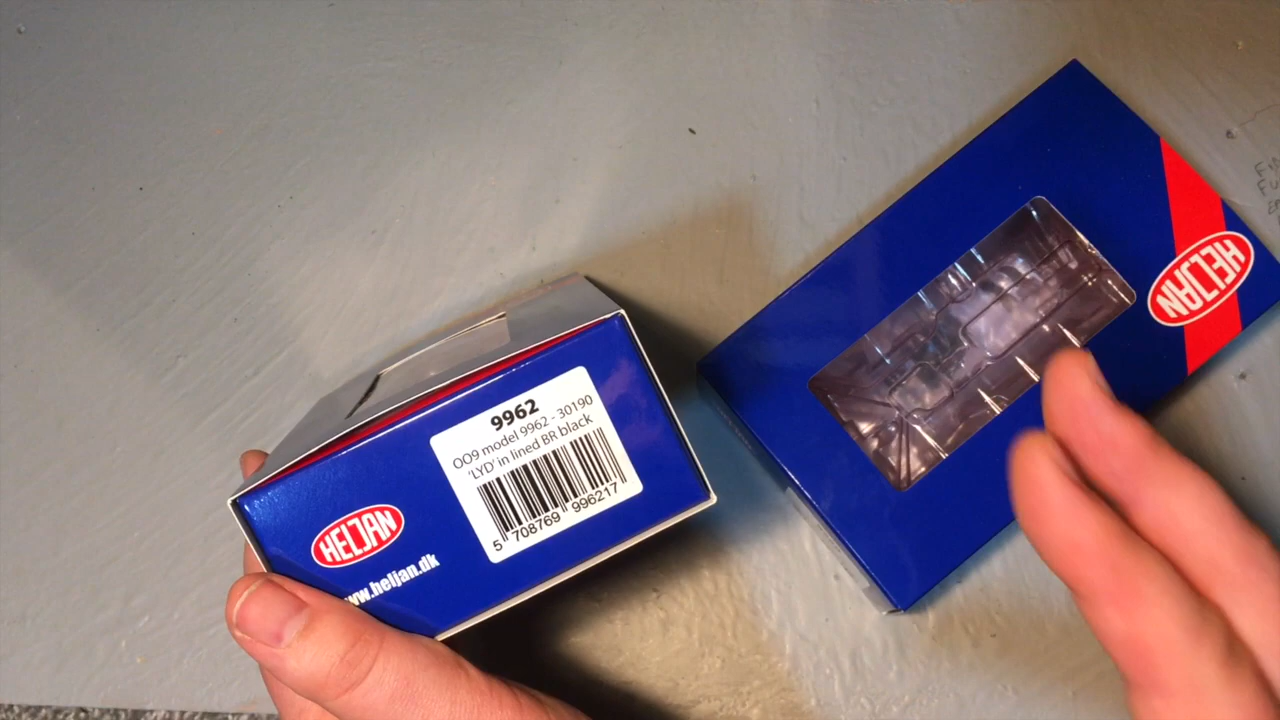 9962
OO9 model 9962 - 30190
'LYD' in lined BR black
5 708769 996217
HELJAN
www.heljan.dk
HELJAN